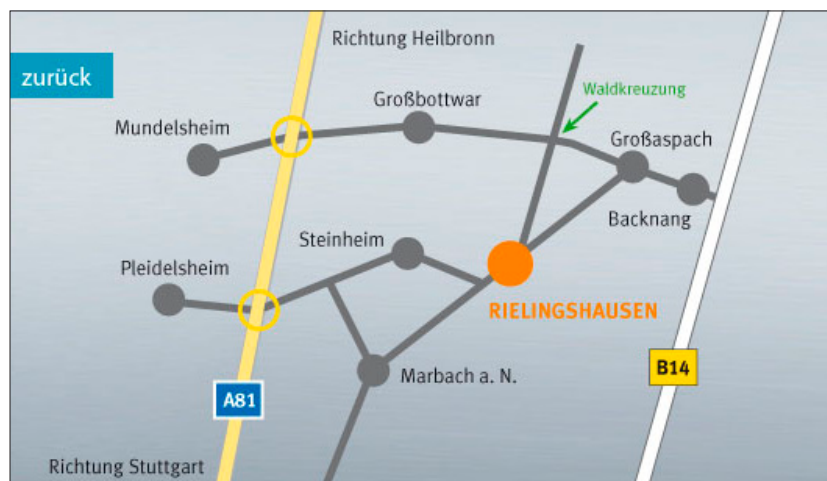 Richtung Heilbronn
zurück
Waldkreuzung
Großbottwar
Mundelsheim
Großaspach
Backnang
Steinheim
Pleidelsheim
RIELINGSHAUSEN
B14
Marbach a. N.
A81
Richtung Stuttgart